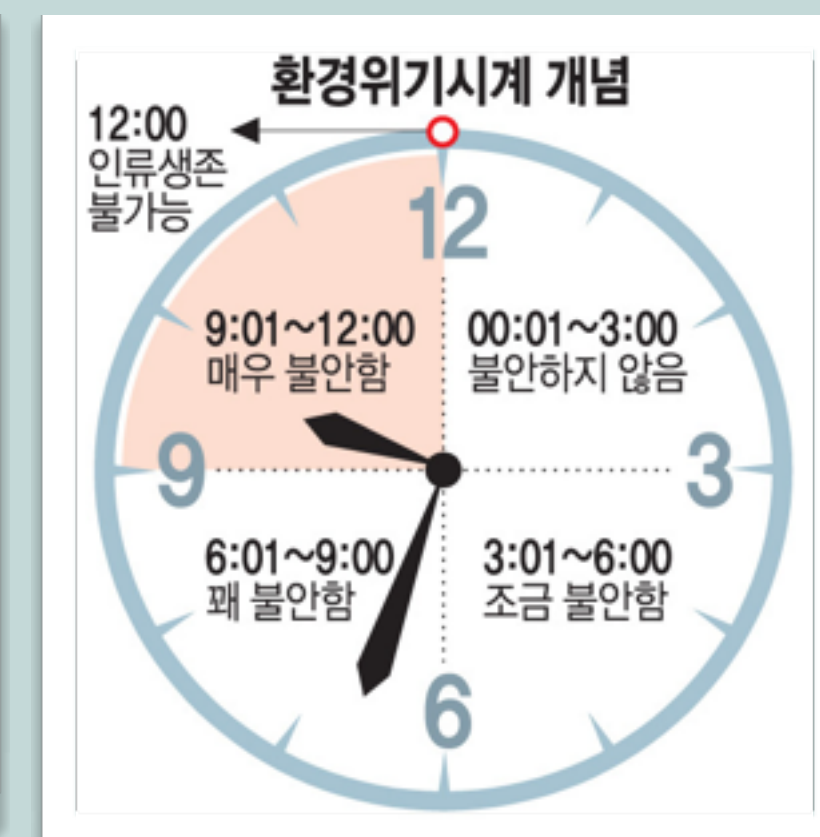 환경위기시계 개념
12:00
인류생존
불가능
12
9:01~12:00
매우 불안함
00:01~3:00
불안하지 않음
9
3
6:01~9:00
꽤 불안함
3:01~6:00
조금 불안함
6